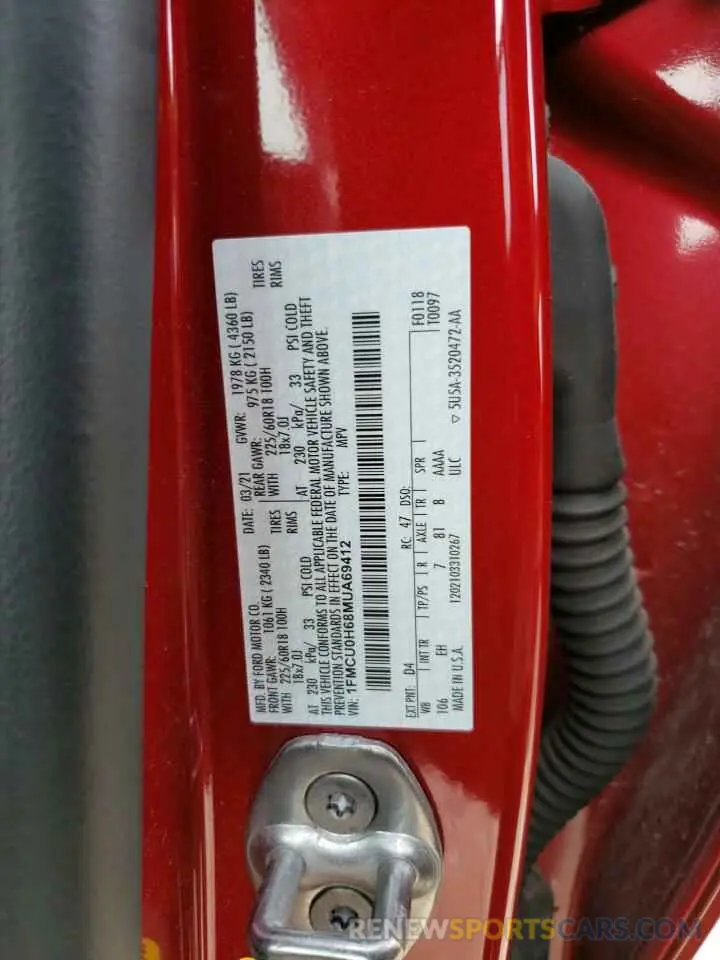 MFD. BY FORD MOTOR CO. DATE: 03/21 GVWR: 1978 KG ( 4360 LB)
FRONT GAWR: 1061 KG ( 2340 LB) REAR GAWR: 975 KG ( 2150 LB)
WITH 225/60R18 100H TIRES WITH 225/60R18 100H TIRES
18x7.0J RIMS 18x7.0J RIMS
AT 230 kPa/ 33 PSI COLD AT 230 kPa/ 33 PSI COLD
THIS VEHICLE CONFORMS TO ALL APPLICABLE FEDERAL MOTOR VEHICLE SAFETY AND THEFT
PREVENTION STANDARDS IN EFFECT ON THE DATE OF MANUFACTURE SHOWN ABOVE.
VIN: 1FMCU0H68MUA69412 TYPE: MPV
EXT PNT: D4 RC: 47 DSO: F0118
WB INT TR TP/PS R AXLE TR SPR T0097
106 EH 7 81 8 AAAA
MADE IN U.S.A. 1202103310267 ULC ▽ 5U5A-3520472-AA
RENEWSPORTSCARS.COM